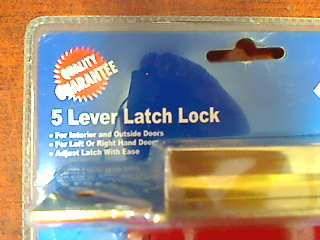 QUALITY
GUARANTEE
5 Lever Latch Lock
• For Interior and Outside Doors
• For Left Or Right Hand Doors
• Adjust Latch With Ease